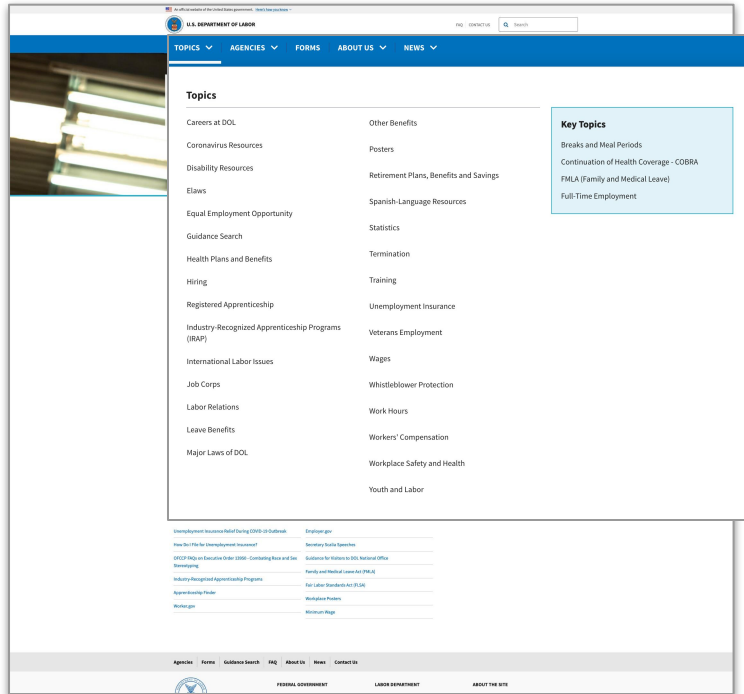 An official website of the United States government. Here's how you know
U.S. DEPARTMENT OF LABOR
FAQ CONTACT US Search
TOPICS AGENCIES FORMS ABOUT US NEWS
Topics
Careers at DOL
Coronavirus Resources
Disability Resources
Elaws
Equal Employment Opportunity
Guidance Search
Health Plans and Benefits
Hiring
Registered Apprenticeship
Industry-Recognized Apprenticeship Programs
(IRAP)
International Labor Issues
Job Corps
Labor Relations
Leave Benefits
Major Laws of DOL
Other Benefits
Posters
Retirement Plans, Benefits and Savings
Spanish-Language Resources
Statistics
Termination
Training
Unemployment Insurance
Veterans Employment
Wages
Whistleblower Protection
Work Hours
Workers' Compensation
Workplace Safety and Health
Youth and Labor
Key Topics
Breaks and Meal Periods
Continuation of Health Coverage - COBRA
FMLA (Family and Medical Leave)
Full-Time Employment
Unemployment Insurance Relief During COVID-19 Outbreak
How Do I File for Unemployment Insurance?
OFCCP FAQs on Executive Order 13950 - Combating Race and Sex
Stereotyping
Industry-Recognized Apprenticeship Programs
Apprenticeship Finder
Worker.gov
Employer.gov
Secretary Scalia Speeches
Guidance for Visitors to DOL National Office
Family and Medical Leave Act (FMLA)
Fair Labor Standards Act (FLSA)
Workplace Posters
Minimum Wage
Agencies Forms Guidance Search FAQ About Us News Contact Us
FEDERAL GOVERNMENT LABOR DEPARTMENT ABOUT THE SITE